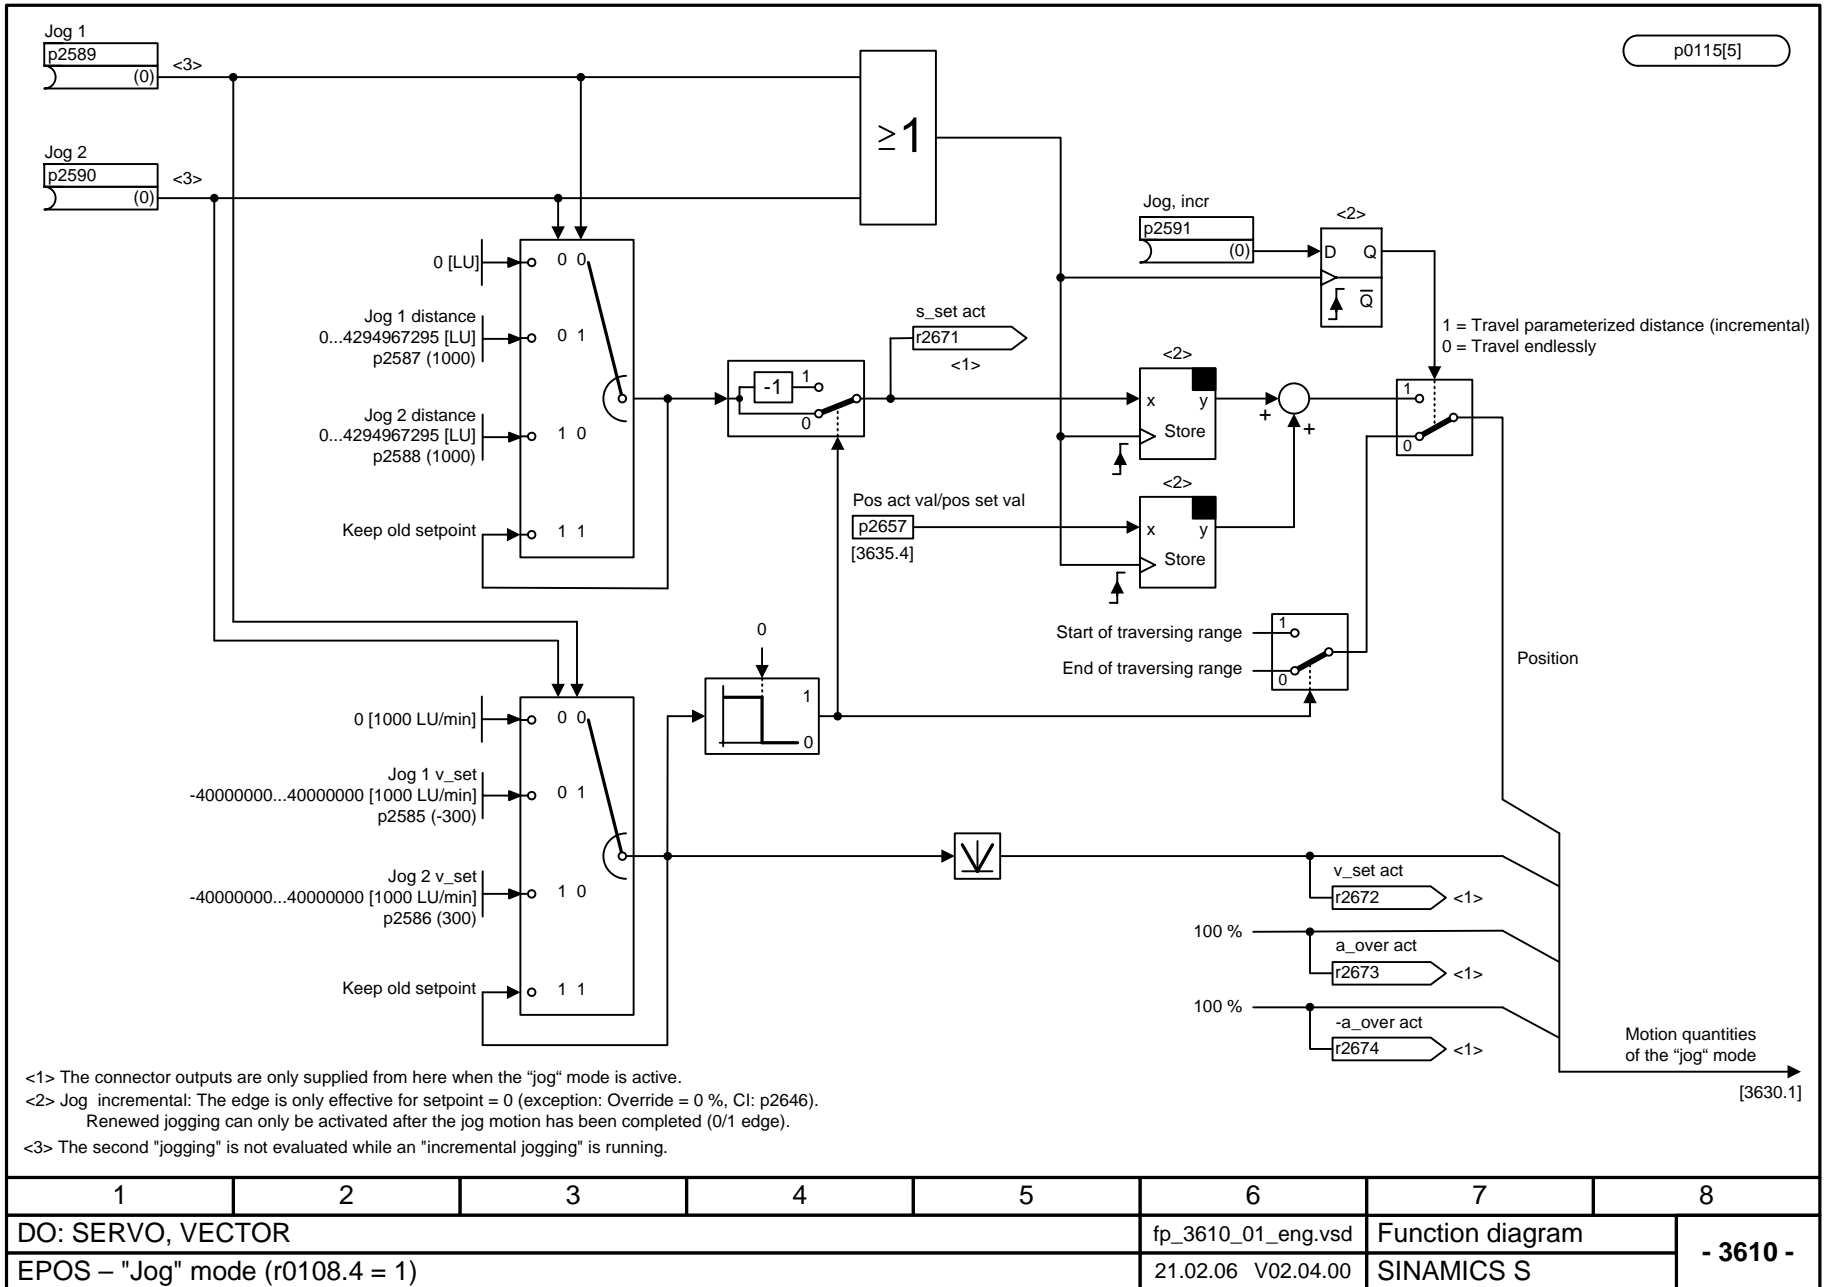 Jog 1
p2589
(0)
<3>
p0115[5]
≥1
Jog 2
p2590
(0)
<3>
Jog, incr
p2591
(0)
<2>
D Q
Q
1 = Travel parameterized distance (incremental)
0 = Travel endlessly
0 [LU]
0 0
Jog 1 distance
0...4294967295 [LU]
p2587 (1000)
0 1
Jog 2 distance
0...4294967295 [LU]
p2588 (1000)
1 0
Keep old setpoint
1 1
-1
1
0
s_set act
r2671
<1>
<2>
x y
Store
+
+
1
0
Pos act val/pos set val
p2657
[3635.4]
<2>
x y
Store
Start of traversing range
End of traversing range
1
0
Position
0
1
0
0 [1000 LU/min]
0 0
Jog 1 v_set
-40000000...40000000 [1000 LU/min]
p2585 (-300)
0 1
Jog 2 v_set
-40000000...40000000 [1000 LU/min]
p2586 (300)
1 0
Keep old setpoint
1 1
v_set act
r2672
<1>
100 %
a_over act
r2673
<1>
100 %
-a_over act
r2674
<1>
Motion quantities
of the “jog“ mode
[3630.1]
<1> The connector outputs are only supplied from here when the “jog“ mode is active.
<2> Jog incremental: The edge is only effective for setpoint = 0 (exception: Override = 0 %, CI: p2646).
Renewed jogging can only be activated after the jog motion has been completed (0/1 edge).
<3> The second "jogging" is not evaluated while an "incremental jogging" is running.
1 2 3 4 5 6 7 8
DO: SERVO, VECTOR
fp_3610_01_eng.vsd
Function diagram
- 3610 -
EPOS – "Jog" mode (r0108.4 = 1)
21.02.06 V02.04.00
SINAMICS S